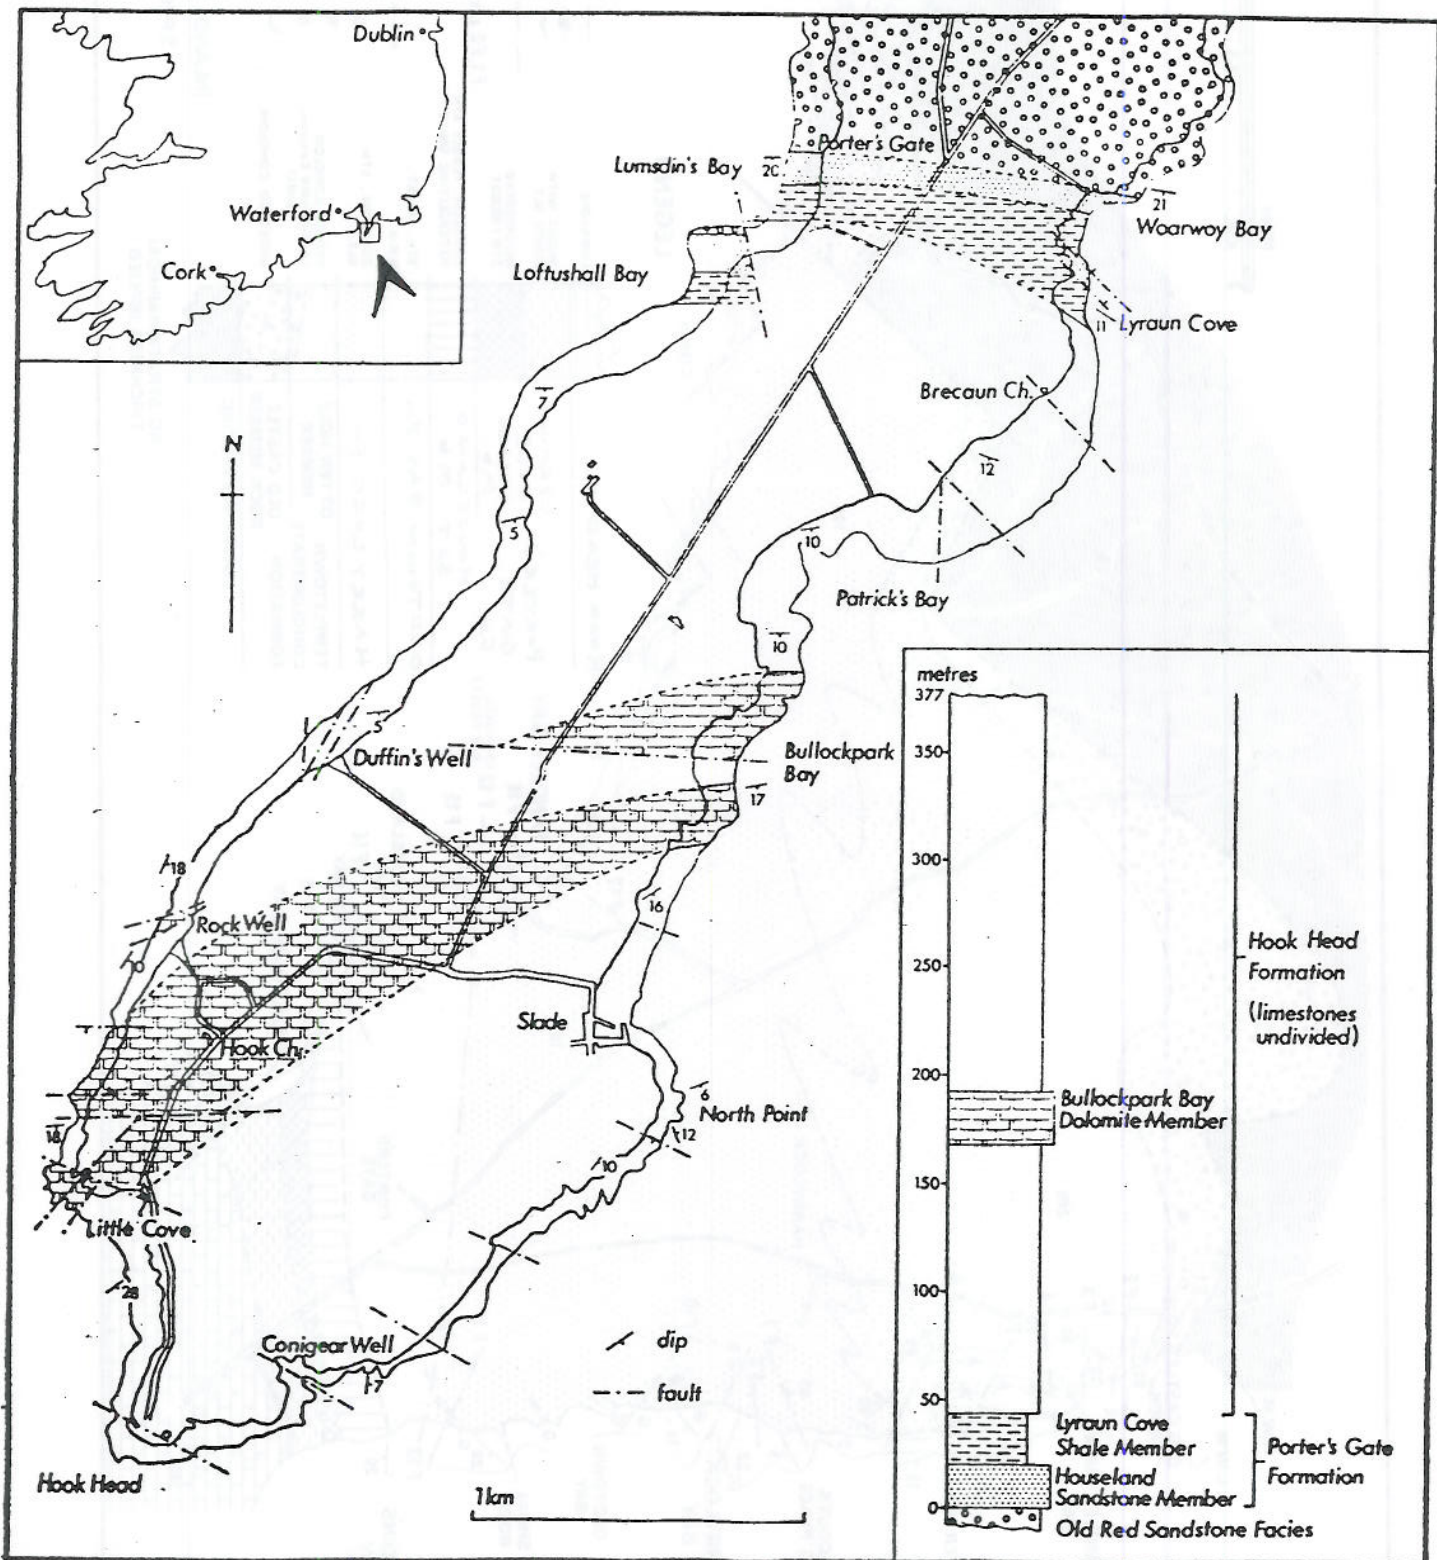 Dublin
Waterford
Cork
Porter's Gate
Lumsdin's Bay
20
21
Woarwoy Bay
Loftushall Bay
11
Lyraun Cove
Brecaun Ch.
7
N
12
5
10
Patrick's Bay
10
metres
377
5
Duffin's Well
Bullockpark
Bay
350
17
18
300
Rock Well
16
Hook Head
Formation
(limestones
undivided)
10
250
Slade
Hook Ch.
200
6
North Point
Bullockpark Bay
Dolomite Member
18
12
10
150
Little Cove
28
100
Conigear Well
dip
7
fault
50
Lyraun Cove
Shale Member
Porter's Gate
Formation
Houseland
Sandstone Member
Hook Head
1km
0
Old Red Sandstone Facies